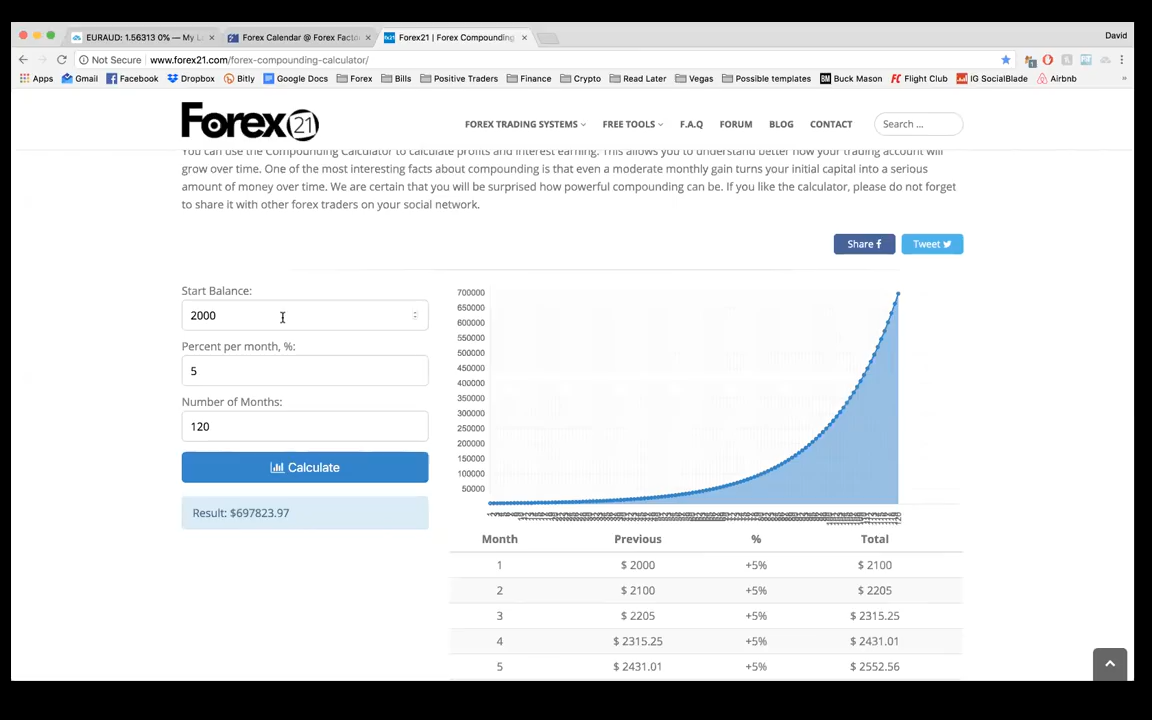 EURAUD: 1.56313 0% — My L
Forex Calendar @ Forex Facto
Forex21 | Forex Compounding
David
Not Secure www.forex21.com/forex-compounding-calculator/
Apps Gmail Facebook Dropbox Bitly Google Docs Forex Bills Positive Traders Finance Crypto Read Later Vegas Possible templates Buck Mason Flight Club IG SocialBlade Airbnb »
Forex21
FOREX TRADING SYSTEMS FREE TOOLS F.A.Q FORUM BLOG CONTACT Search ...
You can use the Compounding Calculator to calculate profits and interest earning. This allows you to understand better how your trading account will
grow over time. One of the most interesting facts about compounding is that even a moderate monthly gain turns your initial capital into a serious
amount of money over time. We are certain that you will be surprised how powerful compounding can be. If you like the calculator, please do not forget
to share it with other forex traders on your social network.
Share f Tweet
Start Balance:
2000
Percent per month, %:
5
Number of Months:
120
Calculate
Result: $697823.97
700000
650000
600000
550000
500000
450000
400000
350000
300000
250000
200000
150000
100000
50000
Month Previous % Total
1 $ 2000 +5% $ 2100
2 $ 2100 +5% $ 2205
3 $ 2205 +5% $ 2315.25
4 $ 2315.25 +5% $ 2431.01
5 $ 2431.01 +5% $ 2552.56